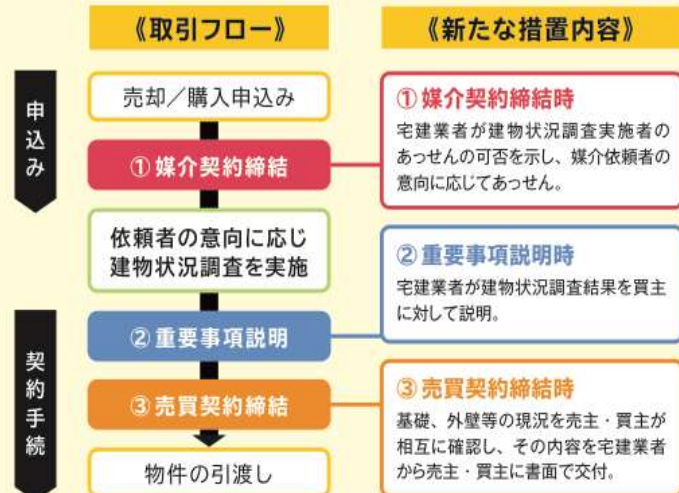 《取引フロー》
申込み
売却／購入申込み
①媒介契約締結
依頼者の意向に応じ
建物状況調査を実施
契約手続
②重要事項説明
③売買契約締結
物件の引渡し
《新たな措置内容》
①媒介契約締結時
宅建業者が建物状況調査実施者の
あっせんの可否を示し、媒介依頼者の
意向に応じてあっせん。
②重要事項説明時
宅建業者が建物状況調査結果を買主
に対して説明。
③売買契約締結時
基礎、外壁等の現況を売主・買主が
相互に確認し、その内容を宅建業者
から売主・買主に書面で交付。